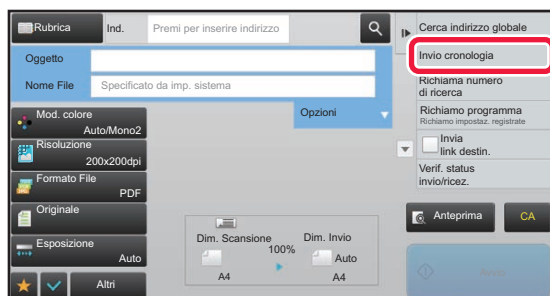 Rubrica
Ind.
Premi per inserire indirizzo
Cerca indirizzo globale
Oggetto
Invio cronologia
Nome File
Specificato da imp. sistema
Richiama numero
di ricerca
Opzioni
Richiamo programma
Richiamo impostaz. registrate
Mod. colore
Auto/Mono2
Invia
link destin.
Risoluzione
200x200dpi
Verif. status
invio/ricez.
Formato File
PDF
Originale
Anteprima
CA
Dim. Scansione
100%
Dim. Invio
Auto
A4
A4
Esposizione
Auto
Avvio
Altri